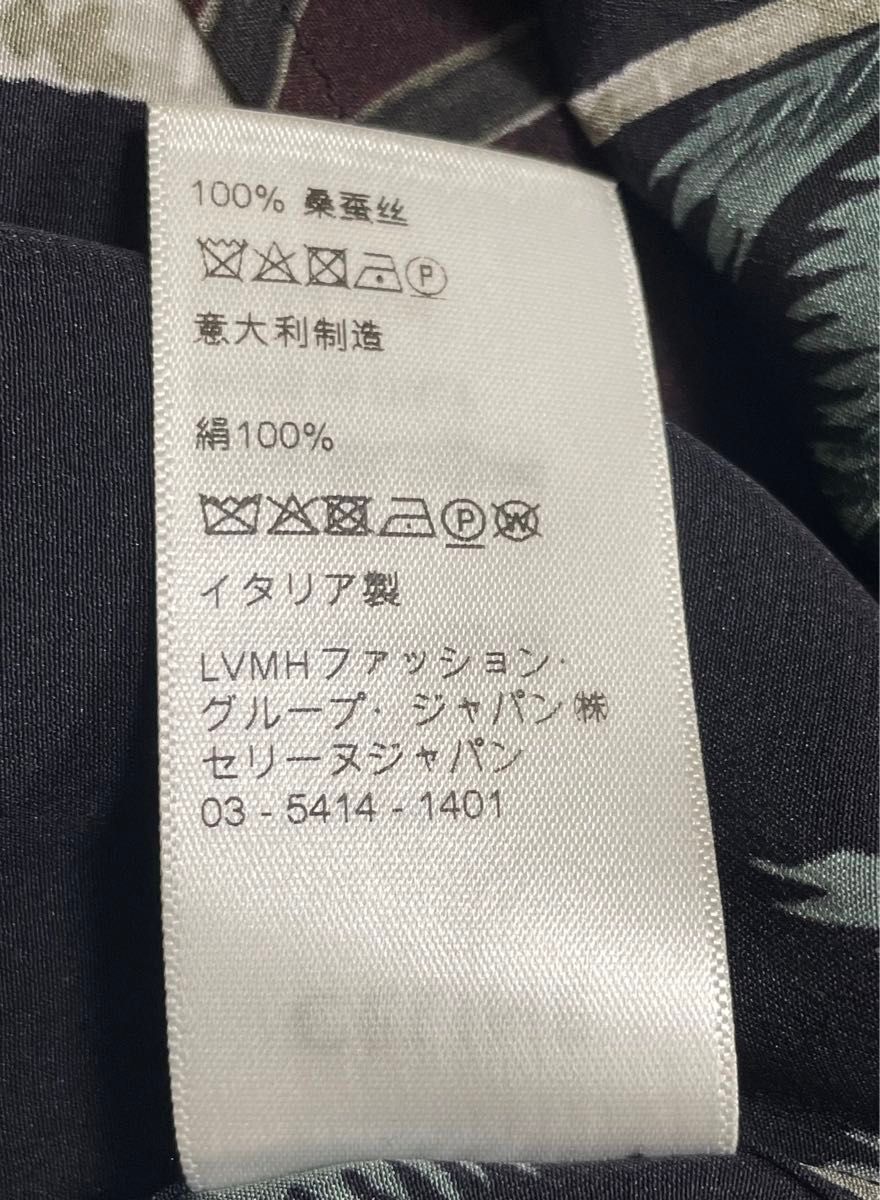 100% 桑蚕丝
P
意大利制造
絹100%
P W
イタリア製
LVMHファッション・
グループ・ジャパン㈱
セリーヌジャパン
03 - 5414 - 1401